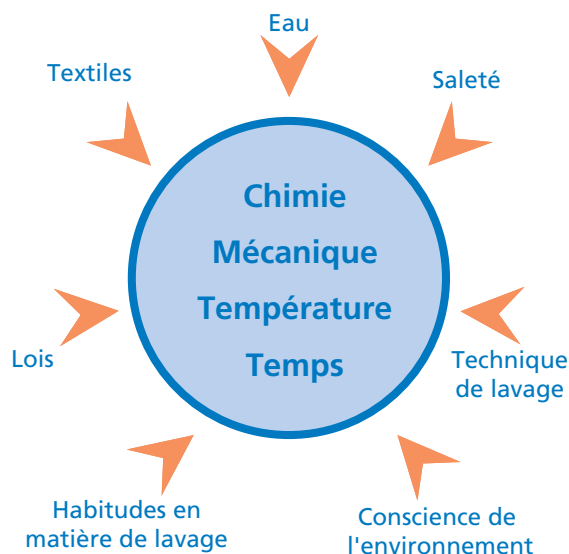 Eau
Textiles
Saleté
Chimie
Mécanique
Température
Temps
Lois
Technique
de lavage
Habitudes en
matière de lavage
Conscience de
l'environnement